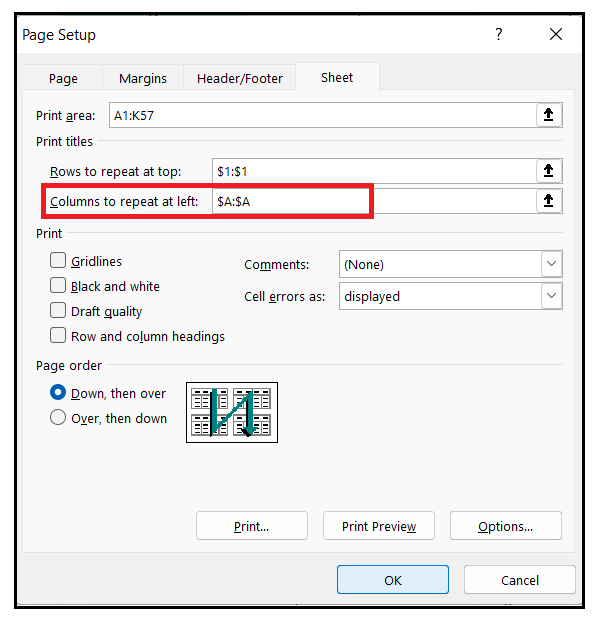 Page Setup
?
Page Margins Header/Footer Sheet
Print area: A1:K57
Print titles
Rows to repeat at top: $1:$1
Columns to repeat at left: $A:$A
Print
Gridlines
Black and white
Draft quality
Row and column headings
Comments: (None)
Cell errors as: displayed
Page order
Down, then over
Over, then down
Print... Print Preview Options...
OK Cancel